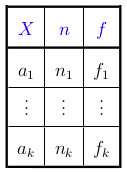 X n f
a₁ n₁ f₁
⋮ ⋮ ⋮
aₖ nₖ fₖ